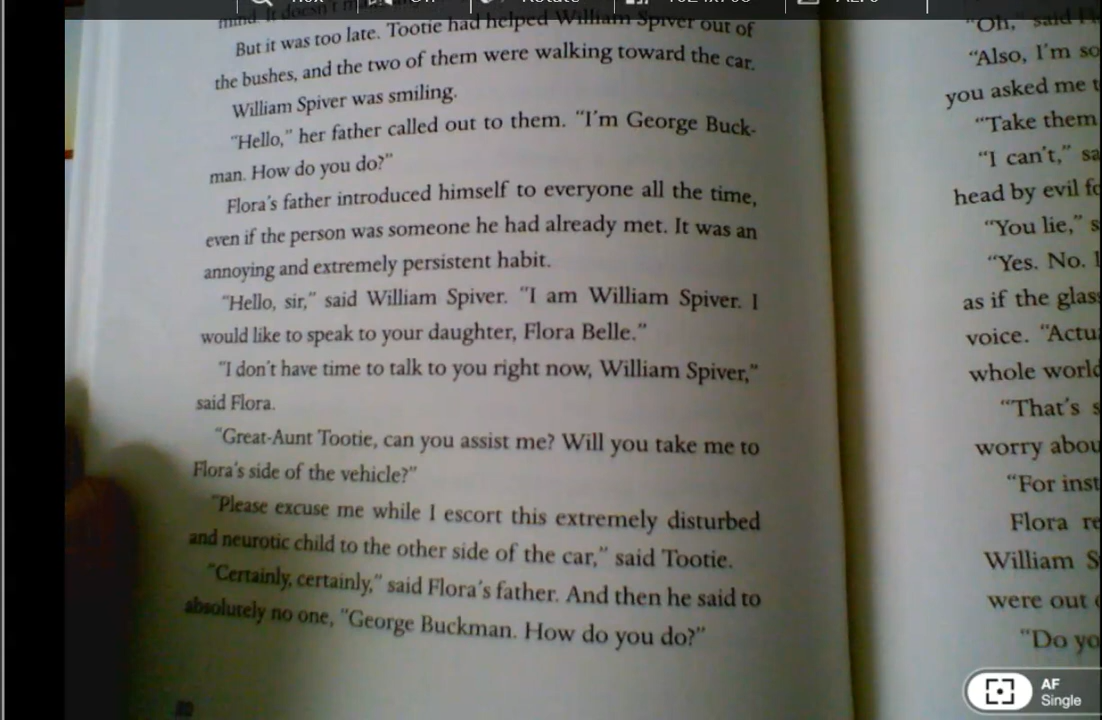 But it was too late. Tootie had helped William Spiver out of
the bushes, and the two of them were walking toward the car.
William Spiver was smiling.
"Hello," her father called out to them. "I'm George Buck-
man. How do you do?"
Flora's father introduced himself to everyone all the time,
even if the person was someone he had already met. It was an
annoying and extremely persistent habit.
"Hello, sir," said William Spiver. "I am William Spiver. I
would like to speak to your daughter, Flora Belle."
"I don't have time to talk to you right now, William Spiver,"
said Flora.
"Great-Aunt Tootie, can you assist me? Will you take me to
Flora's side of the vehicle?"
"Please excuse me while I escort this extremely disturbed
and neurotic child to the other side of the car," said Tootie.
"Certainly, certainly," said Flora's father. And then he said to
absolutely no one, "George Buckman. How do you do?"
"Oh," said
"Also, I'm so
you asked me
"Take them
"I can't,"
head by evil
"You lie,"
"Yes. No.
as if the
voice.
whole
"That's
worry
"For
Flora
William
were out
"Do
AF
Single